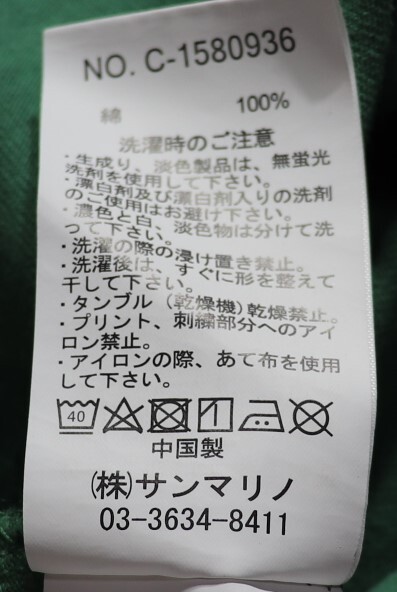 NO. C-1580936
綿 100%
洗濯時のご注意
・生成り、淡色製品は、無蛍光
洗剤を使用して下さい。
・漂白剤及び漂白剤入りの洗剤
のご使用はお避け下さい。
・濃色と白、淡色物は分けて洗
って下さい。
・洗濯の際の浸け置き禁止。
・洗濯後は、すぐに形を整えて
干して下さい。
・タンブル（乾燥機）乾燥禁止。
・プリント、刺繍部分へのアイ
ロン禁止。
・アイロンの際、あて布を使用
して下さい。
40
中国製
㈱サンマリノ
03-3634-8411